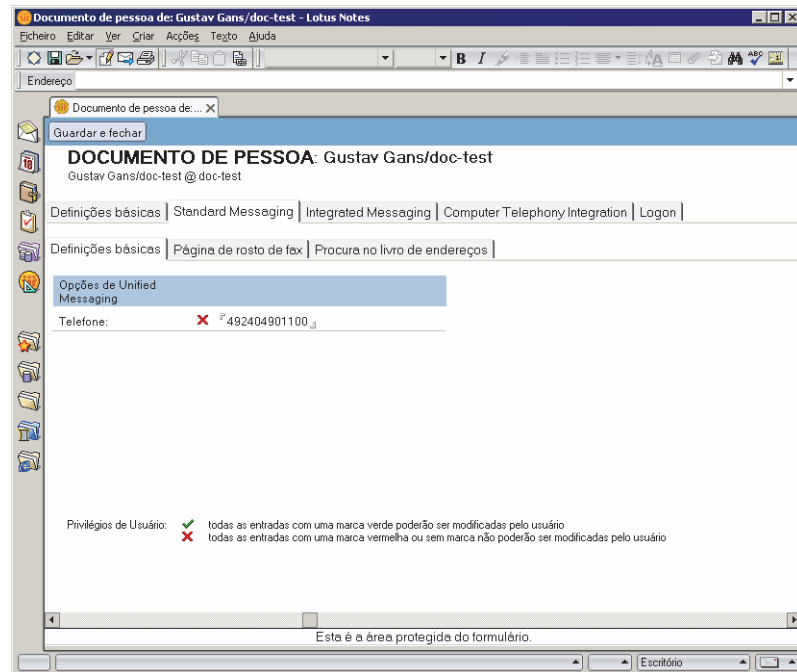 Documento de pessoa de: Gustav Gans/doc-test - Lotus Notes
Ficheiro Editar Ver Criar Acções Texto Ajuda
B I
Endereço
Documento de pessoa de:...
Guardar e fechar
DOCUMENTO DE PESSOA: Gustav Gans/doc-test
Gustav Gans/doc-test @ doc-test
Definições básicas Standard Messaging Integrated Messaging Computer Telephony Integration Logon
Definições básicas Página de rosto de fax Procura no livro de endereços
Opções de Unified
Messaging
Telefone: 492404901100
Privilégios de Usuário: todas as entradas com uma marca verde poderão ser modificadas pelo usuário
todas as entradas com uma marca vermelha ou sem marca não poderão ser modificadas pelo usuário
Esta é a área protegida do formulário.
Escritório